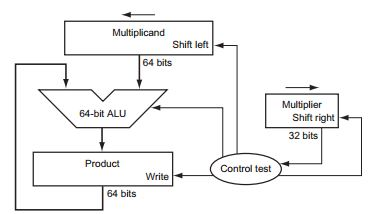 Multiplicand
Shift left
64 bits
64-bit ALU
Multiplier
Shift right
32 bits
Product
Write
Control test
64 bits